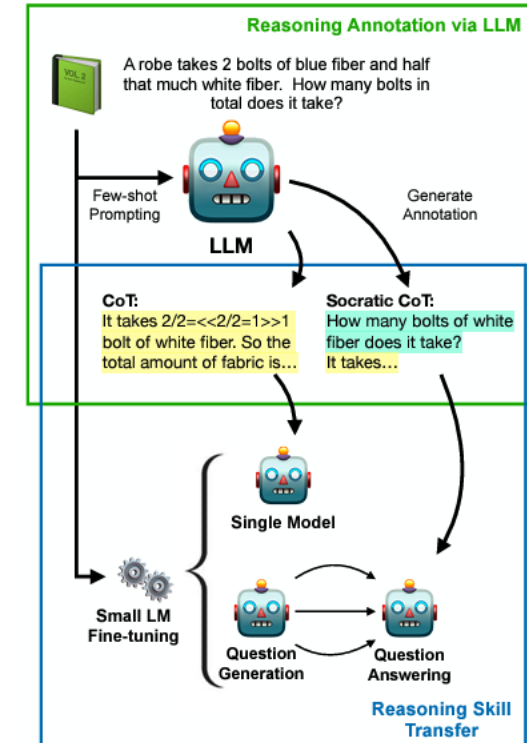 Reasoning Annotation via LLM
VOL. 2
A robe takes 2 bolts of blue fiber and half
that much white fiber. How many bolts in
total does it take?
Few-shot
Prompting
Generate
Annotation
LLM
CoT:
It takes 2/2=<<2/2=1>>1
bolt of white fiber. So the
total amount of fabric is…
Socratic CoT:
How many bolts of white
fiber does it take?
It takes…
Single Model
Small LM
Fine-tuning
Question
Generation
Question
Answering
Reasoning Skill
Transfer